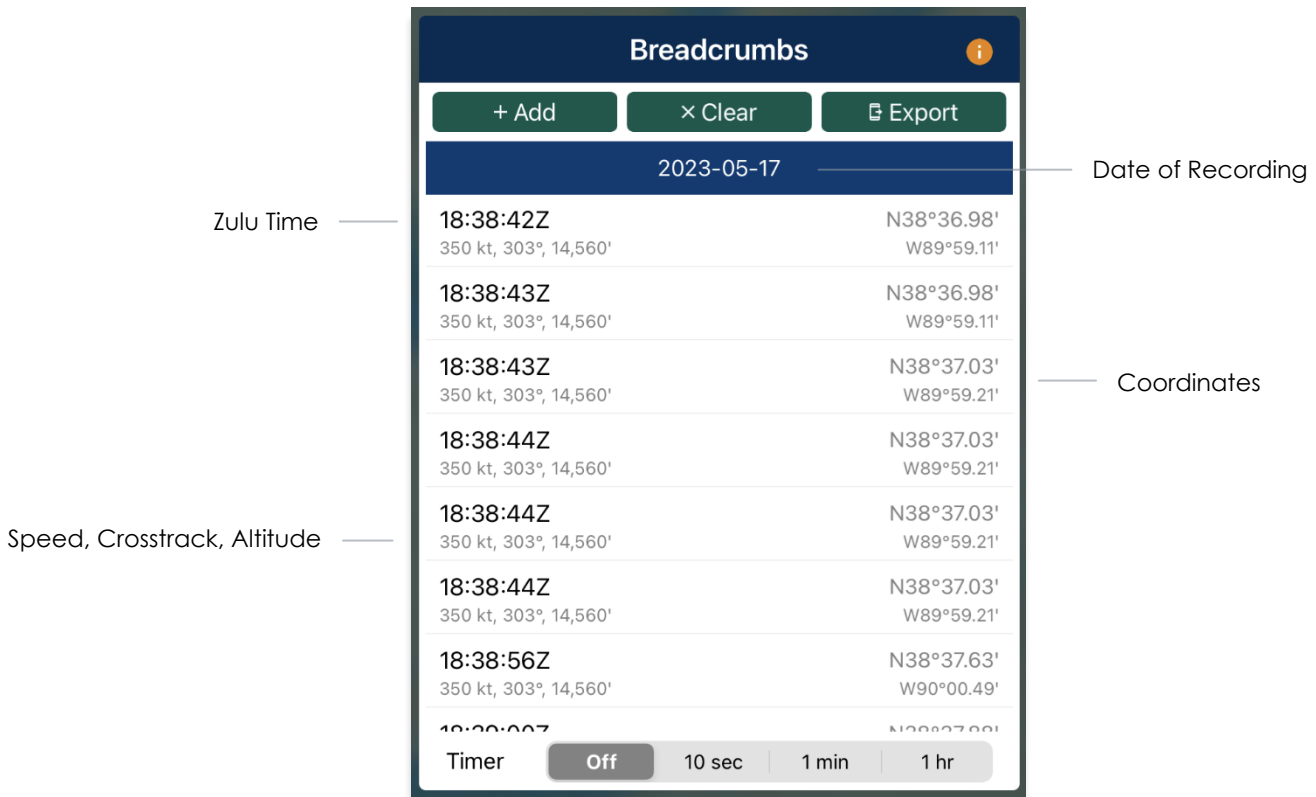 Breadcrumbs
+ Add
× Clear
Export
2023-05-17
Date of Recording
Zulu Time
18:38:42Z
N38°36.98'
350 kt, 303°, 14,560'
W89°59.11'
18:38:43Z
N38°36.98'
350 kt, 303°, 14,560'
W89°59.11'
18:38:43Z
N38°37.03'
350 kt, 303°, 14,560'
W89°59.21'
Coordinates
18:38:44Z
N38°37.03'
350 kt, 303°, 14,560'
W89°59.21'
18:38:44Z
N38°37.03'
Speed, Crosstrack, Altitude
350 kt, 303°, 14,560'
W89°59.21'
18:38:44Z
N38°37.03'
350 kt, 303°, 14,560'
W89°59.21'
18:38:56Z
N38°37.63'
350 kt, 303°, 14,560'
W90°00.49'
Timer
Off
10 sec
1 min
1 hr